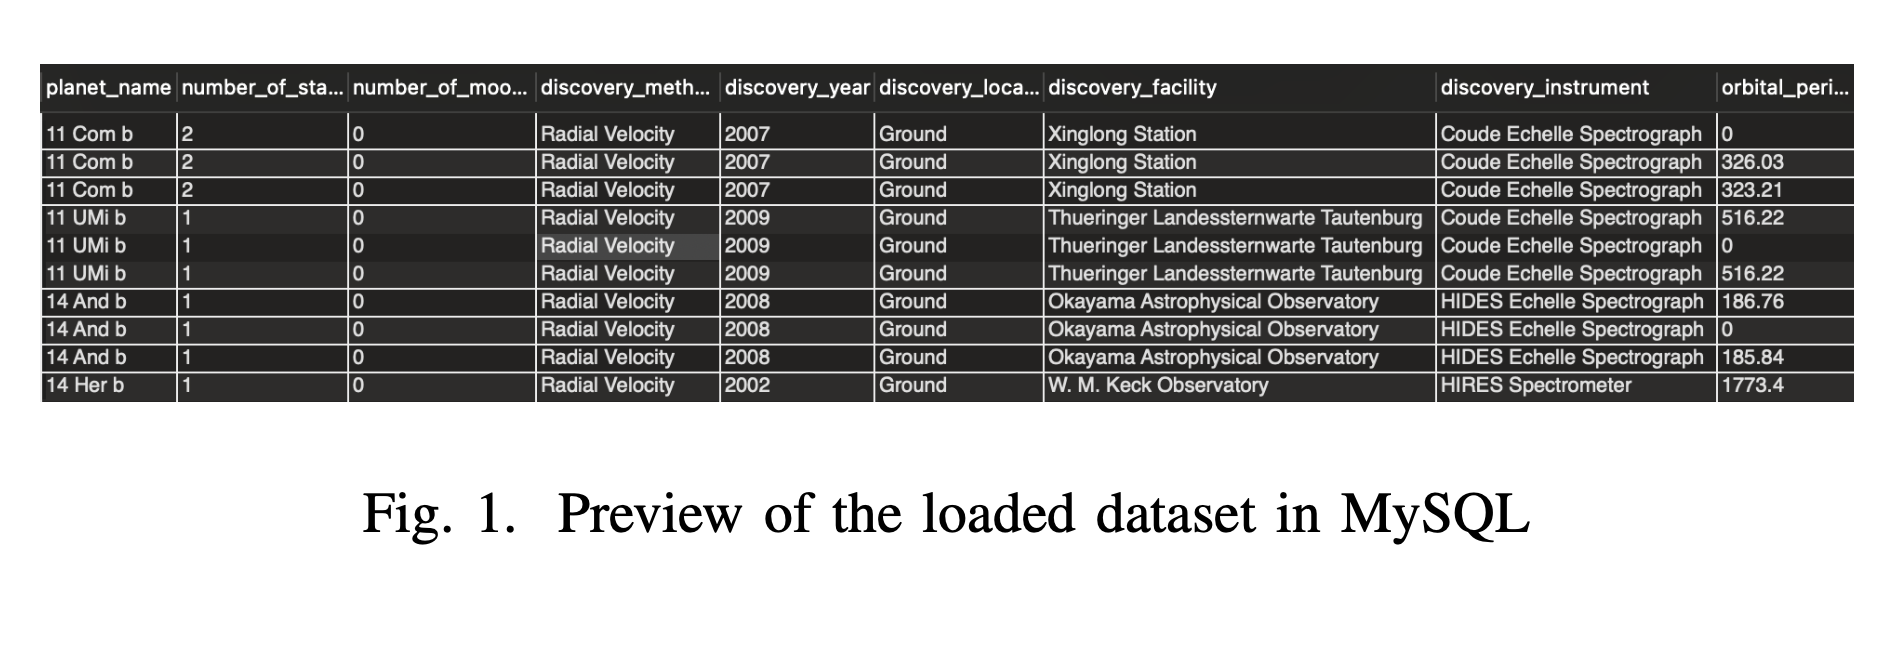 planet_name number_of_sta... number_of_moo... discovery_meth... discovery_year discovery_loca... discovery_facility discovery_instrument orbital_peri...
11 Com b 2 0 Radial Velocity 2007 Ground Xinglong Station Coude Echelle Spectrograph 0
11 Com b 2 0 Radial Velocity 2007 Ground Xinglong Station Coude Echelle Spectrograph 326.03
11 Com b 2 0 Radial Velocity 2007 Ground Xinglong Station Coude Echelle Spectrograph 323.21
11 UMi b 1 0 Radial Velocity 2009 Ground Thueringer Landessternwarte Tautenburg Coude Echelle Spectrograph 516.22
11 UMi b 1 0 Radial Velocity 2009 Ground Thueringer Landessternwarte Tautenburg Coude Echelle Spectrograph 0
11 UMi b 1 0 Radial Velocity 2009 Ground Thueringer Landessternwarte Tautenburg Coude Echelle Spectrograph 516.22
14 And b 1 0 Radial Velocity 2008 Ground Okayama Astrophysical Observatory HIDES Echelle Spectrograph 186.76
14 And b 1 0 Radial Velocity 2008 Ground Okayama Astrophysical Observatory HIDES Echelle Spectrograph 0
14 And b 1 0 Radial Velocity 2008 Ground Okayama Astrophysical Observatory HIDES Echelle Spectrograph 185.84
14 Her b 1 0 Radial Velocity 2002 Ground W. M. Keck Observatory HIRES Spectrometer 1773.4
Fig. 1. Preview of the loaded dataset in MySQL